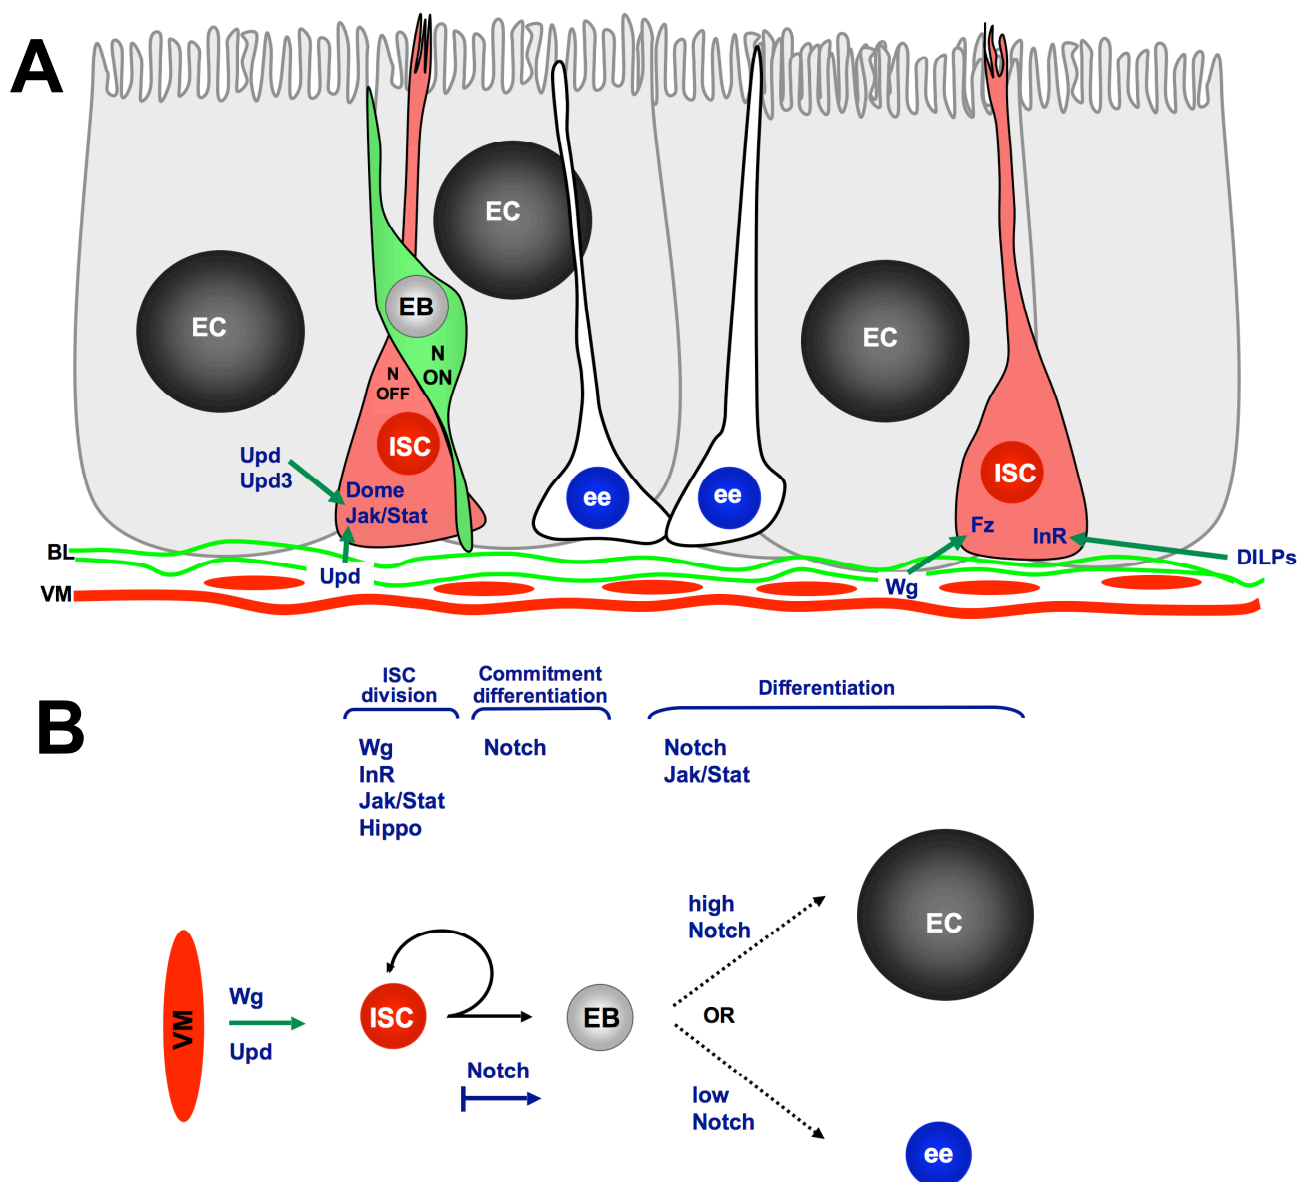 A
EC
EC
EB
N
ON
N
OFF
ISC
Upd
Upd3
Dome
Jak/Stat
Upd
ee
ee
EC
ISC
Fz
InR
DILPs
Wg
BL
VM
B
ISC
division
Commitment
differentiation
Differentiation
Wg
InR
Jak/Stat
Hippo
Notch
Notch
Jak/Stat
VM
Wg
Upd
ISC
Notch
EB
high
Notch
OR
low
Notch
EC
ee